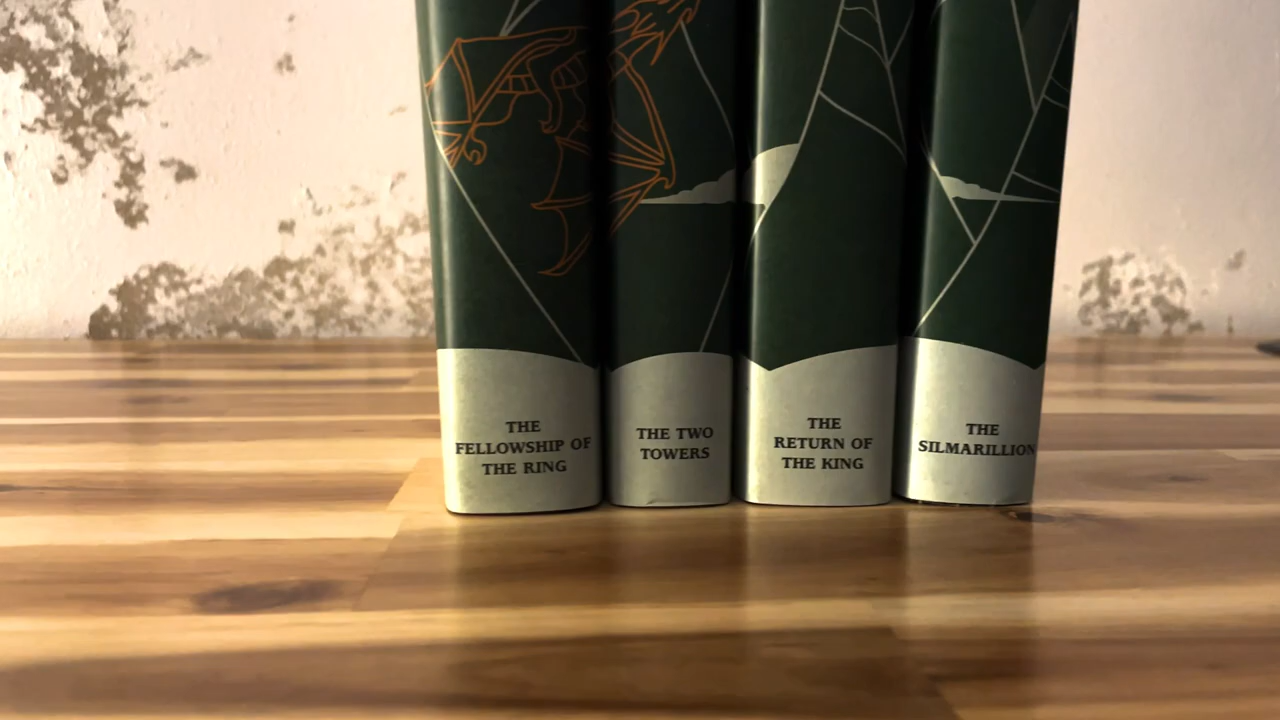 THE
FELLOWSHIP OF
THE RING
THE TWO
TOWERS
THE
RETURN OF
THE KING
THE
SILMARILLION